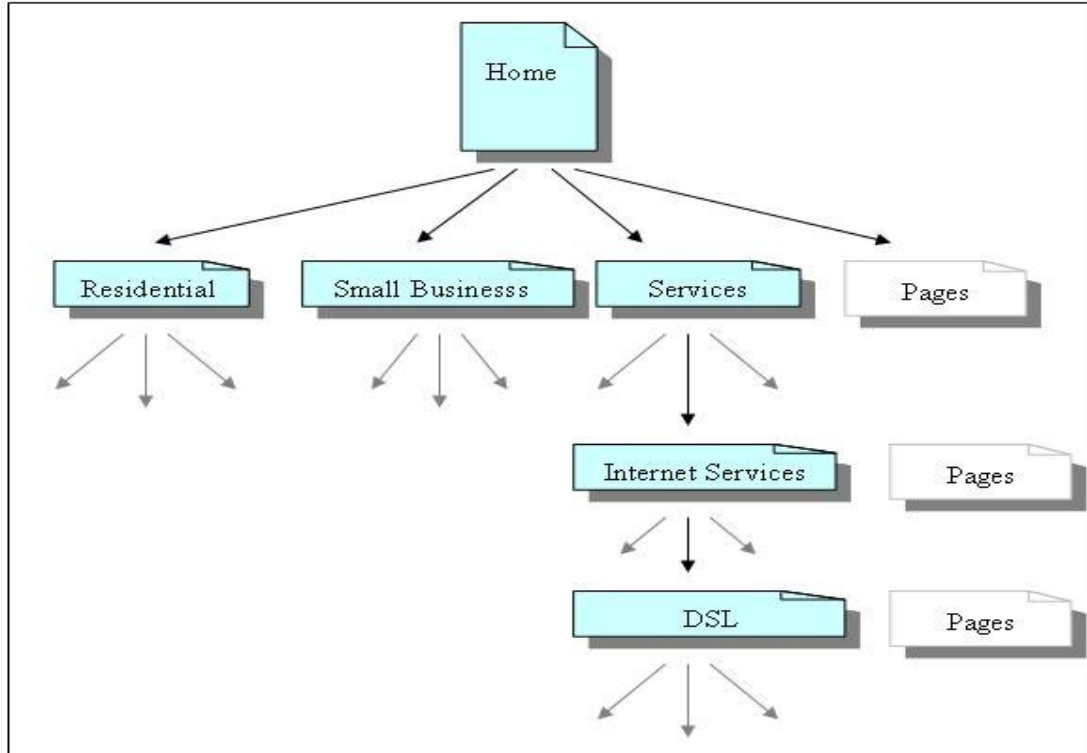 Home
Residential
Small Businesss
Services
Pages
Internet Services
Pages
DSL
Pages